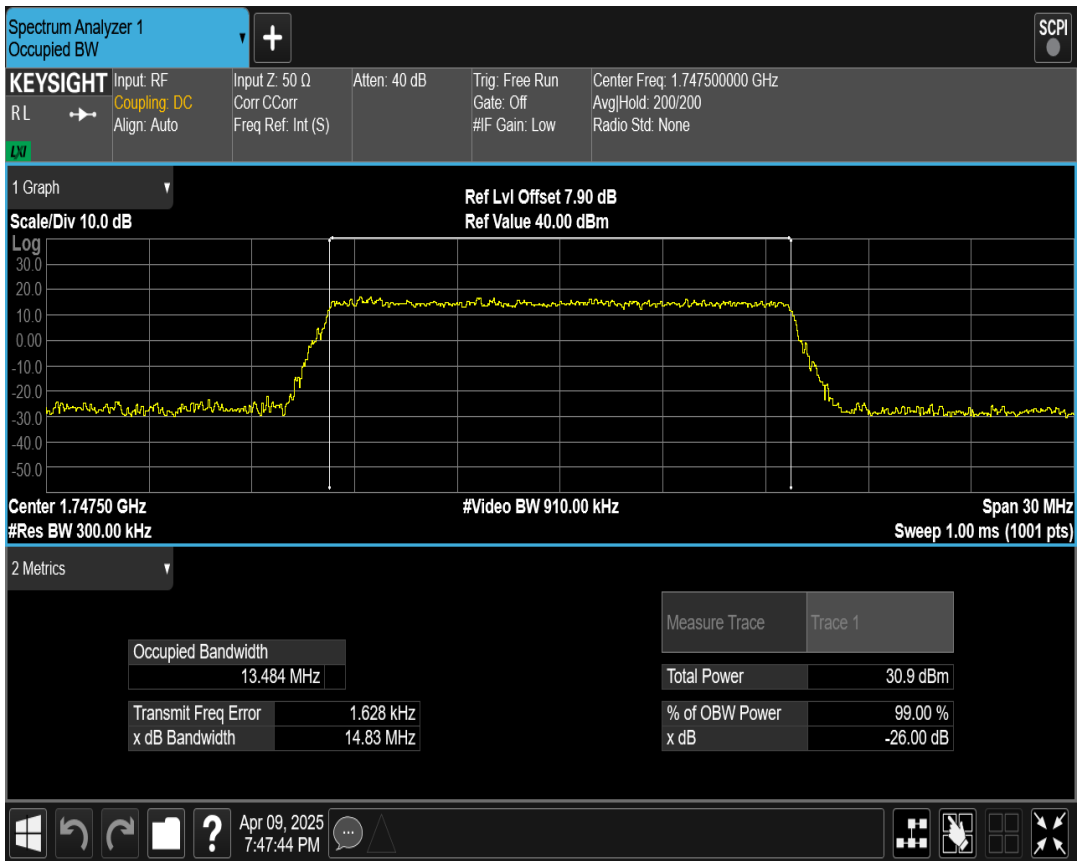 Spectrum Analyzer 1
Occupied BW
+
SCPI
KEYSIGHT
RL
LXI
Input: RF
Coupling: DC
Align: Auto
Input Z: 50 Ω
Corr CCorr
Freq Ref: Int (S)
Atten: 40 dB
Trig: Free Run
Gate: Off
#IF Gain: Low
Center Freq: 1.747500000 GHz
Avg|Hold: 200/200
Radio Std: None
1 Graph
Scale/Div 10.0 dB
Ref Lvl Offset 7.90 dB
Ref Value 40.00 dBm
Log
30.0
20.0
10.0
0.00
-10.0
-20.0
-30.0
-40.0
-50.0
Center 1.74750 GHz
#Video BW 910.00 kHz
Span 30 MHz
#Res BW 300.00 kHz
Sweep 1.00 ms (1001 pts)
2 Metrics
Measure Trace Trace 1
Occupied Bandwidth
13.484 MHz
Total Power 30.9 dBm
Transmit Freq Error 1.628 kHz
% of OBW Power 99.00 %
x dB Bandwidth 14.83 MHz
x dB -26.00 dB
?
Apr 09, 2025
7:47:44 PM